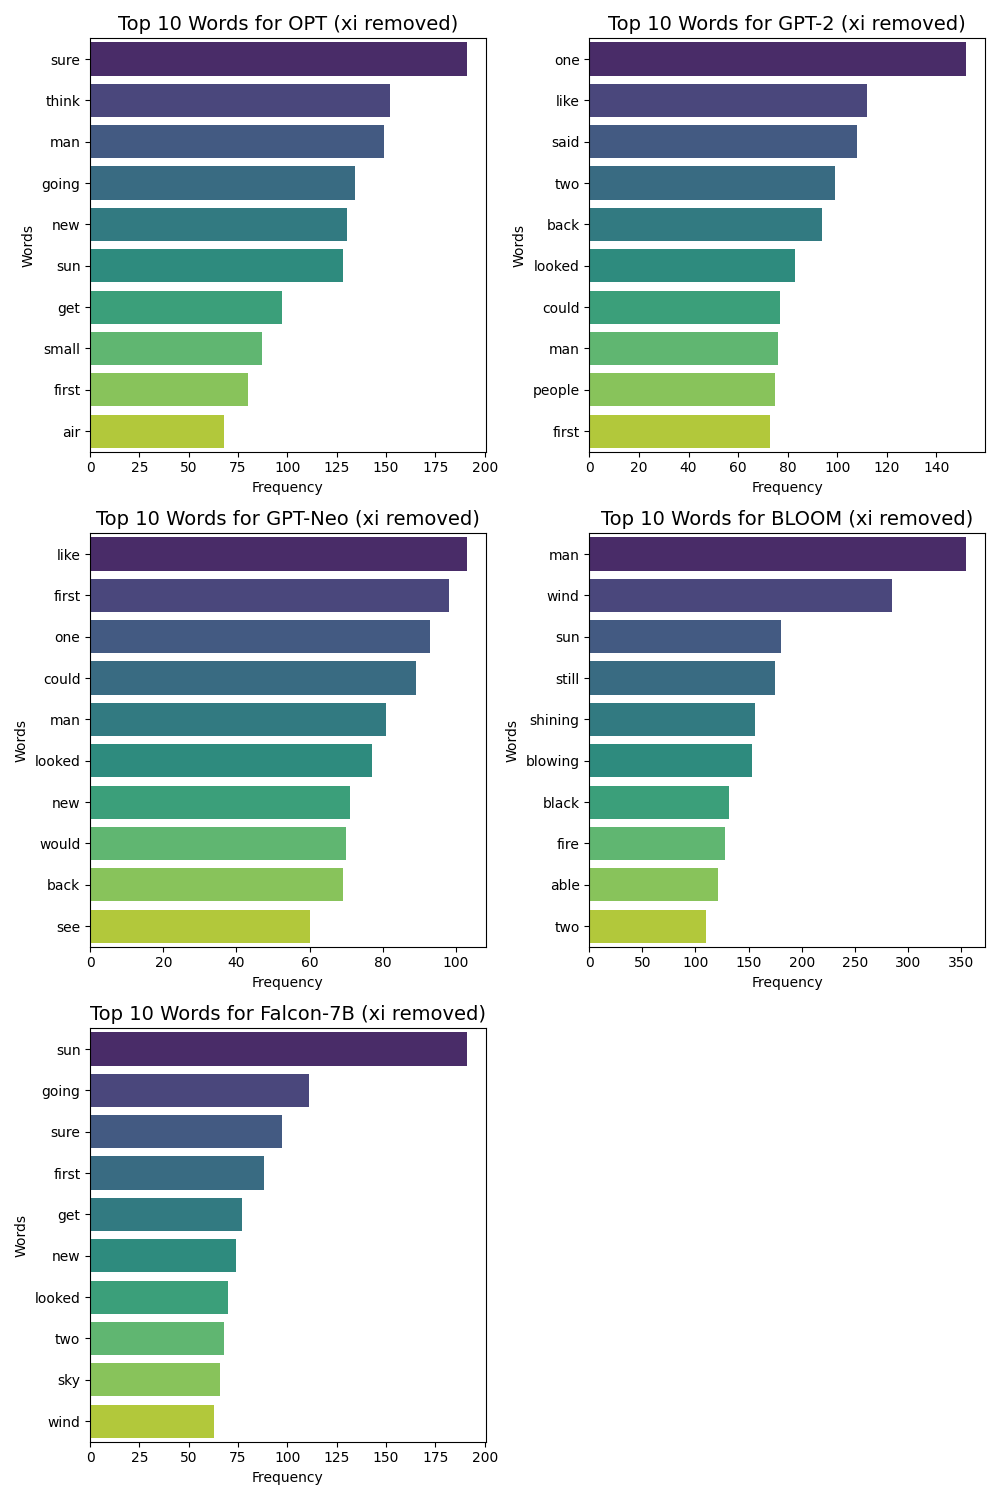 Top 10 Words for OPT (xi removed)
Words
sure
think
man
going
new
sun
get
small
first
air
0 25 50 75 100 125 150 175 200
Frequency
Top 10 Words for GPT-2 (xi removed)
Words
one
like
said
two
back
looked
could
man
people
first
0 20 40 60 80 100 120 140
Frequency
Top 10 Words for GPT-Neo (xi removed)
Words
like
first
one
could
man
looked
new
would
back
see
0 20 40 60 80 100
Frequency
Top 10 Words for BLOOM (xi removed)
Words
man
wind
sun
still
shining
blowing
black
fire
able
two
0 50 100 150 200 250 300 350
Frequency
Top 10 Words for Falcon-7B (xi removed)
Words
sun
going
sure
first
get
new
looked
two
sky
wind
0 25 50 75 100 125 150 175 200
Frequency